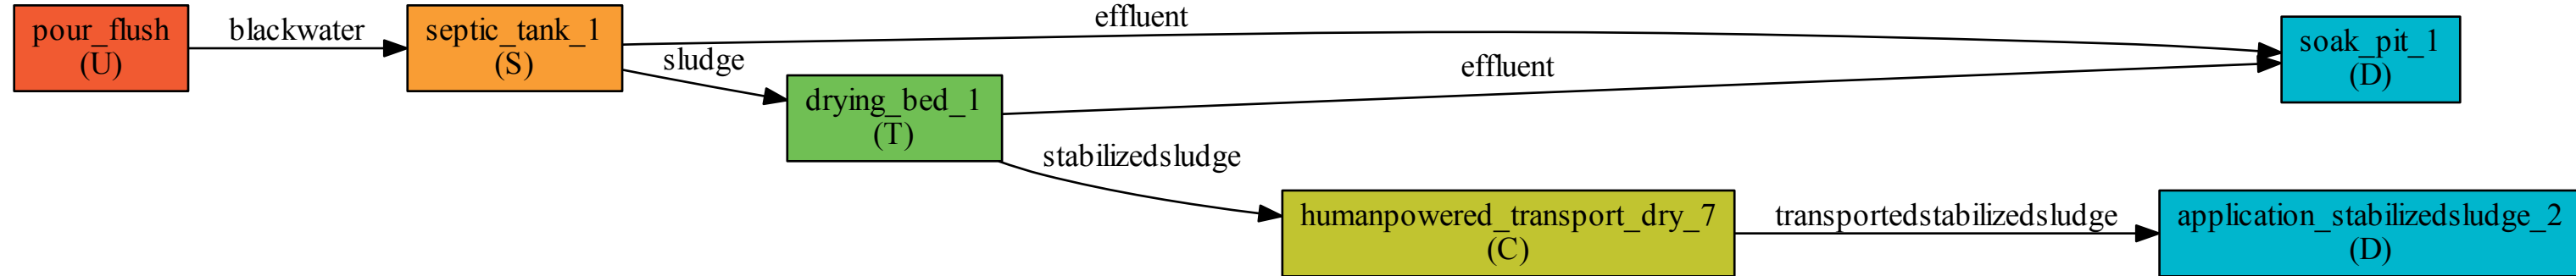 pour_flush
(U)
blackwater
septic_tank_1
(S)
effluent
sludge
drying_bed_1
(T)
effluent
soak_pit_1
(D)
stabilizedsludge
humanpowered_transport_dry_7
(C)
transportedstabilizedsludge
application_stabilizedsludge_2
(D)